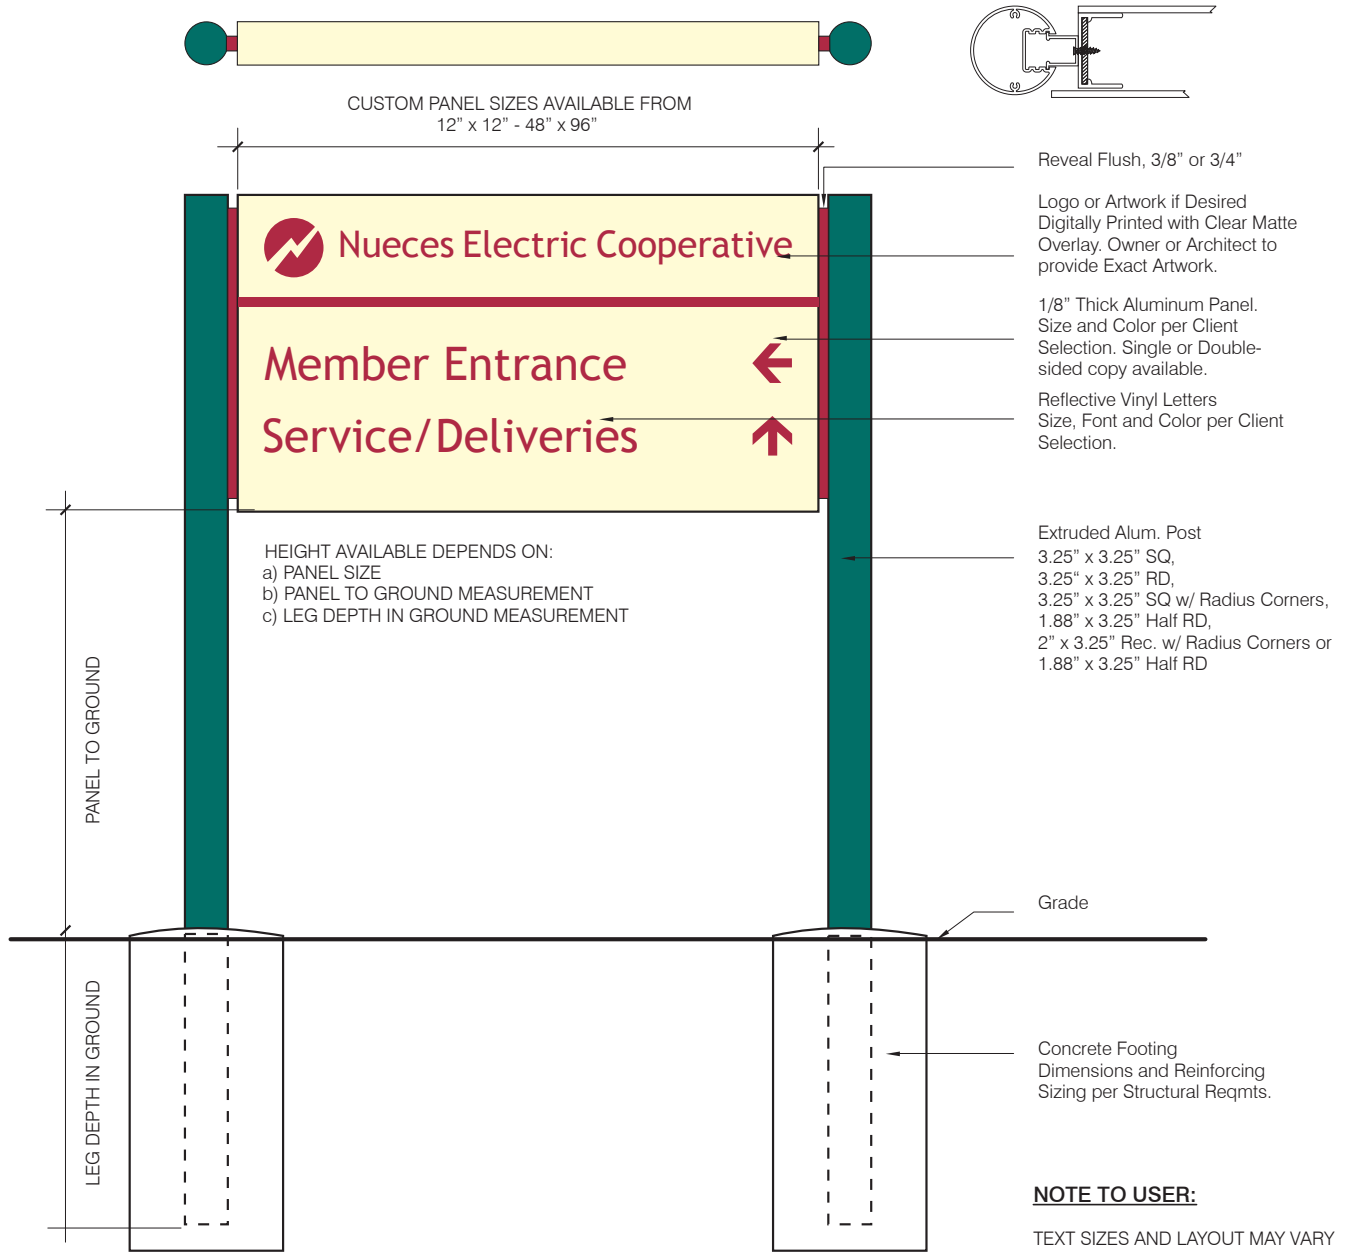 CUSTOM PANEL SIZES AVAILABLE FROM
12” x 12” - 48” x 96”
Nueces Electric Cooperative
Member Entrance
Service/Deliveries
HEIGHT AVAILABLE DEPENDS ON:
a) PANEL SIZE
b) PANEL TO GROUND MEASUREMENT
c) LEG DEPTH IN GROUND MEASUREMENT
PANEL TO GROUND
LEG DEPTH IN GROUND
Reveal Flush, 3/8” or 3/4”
Logo or Artwork if Desired
Digitally Printed with Clear Matte
Overlay. Owner or Architect to
provide Exact Artwork.
1/8” Thick Aluminum Panel.
Size and Color per Client
Selection. Single or Double-
sided copy available.
Reflective Vinyl Letters
Size, Font and Color per Client
Selection.
Extruded Alum. Post
3.25” x 3.25” SQ,
3.25“ x 3.25” RD,
3.25” x 3.25” SQ w/ Radius Corners,
1.88” x 3.25” Half RD,
2” x 3.25” Rec. w/ Radius Corners or
1.88” x 3.25” Half RD
Grade
Concrete Footing
Dimensions and Reinforcing
Sizing per Structural Reqmts.
NOTE TO USER:
TEXT SIZES AND LAYOUT MAY VARY